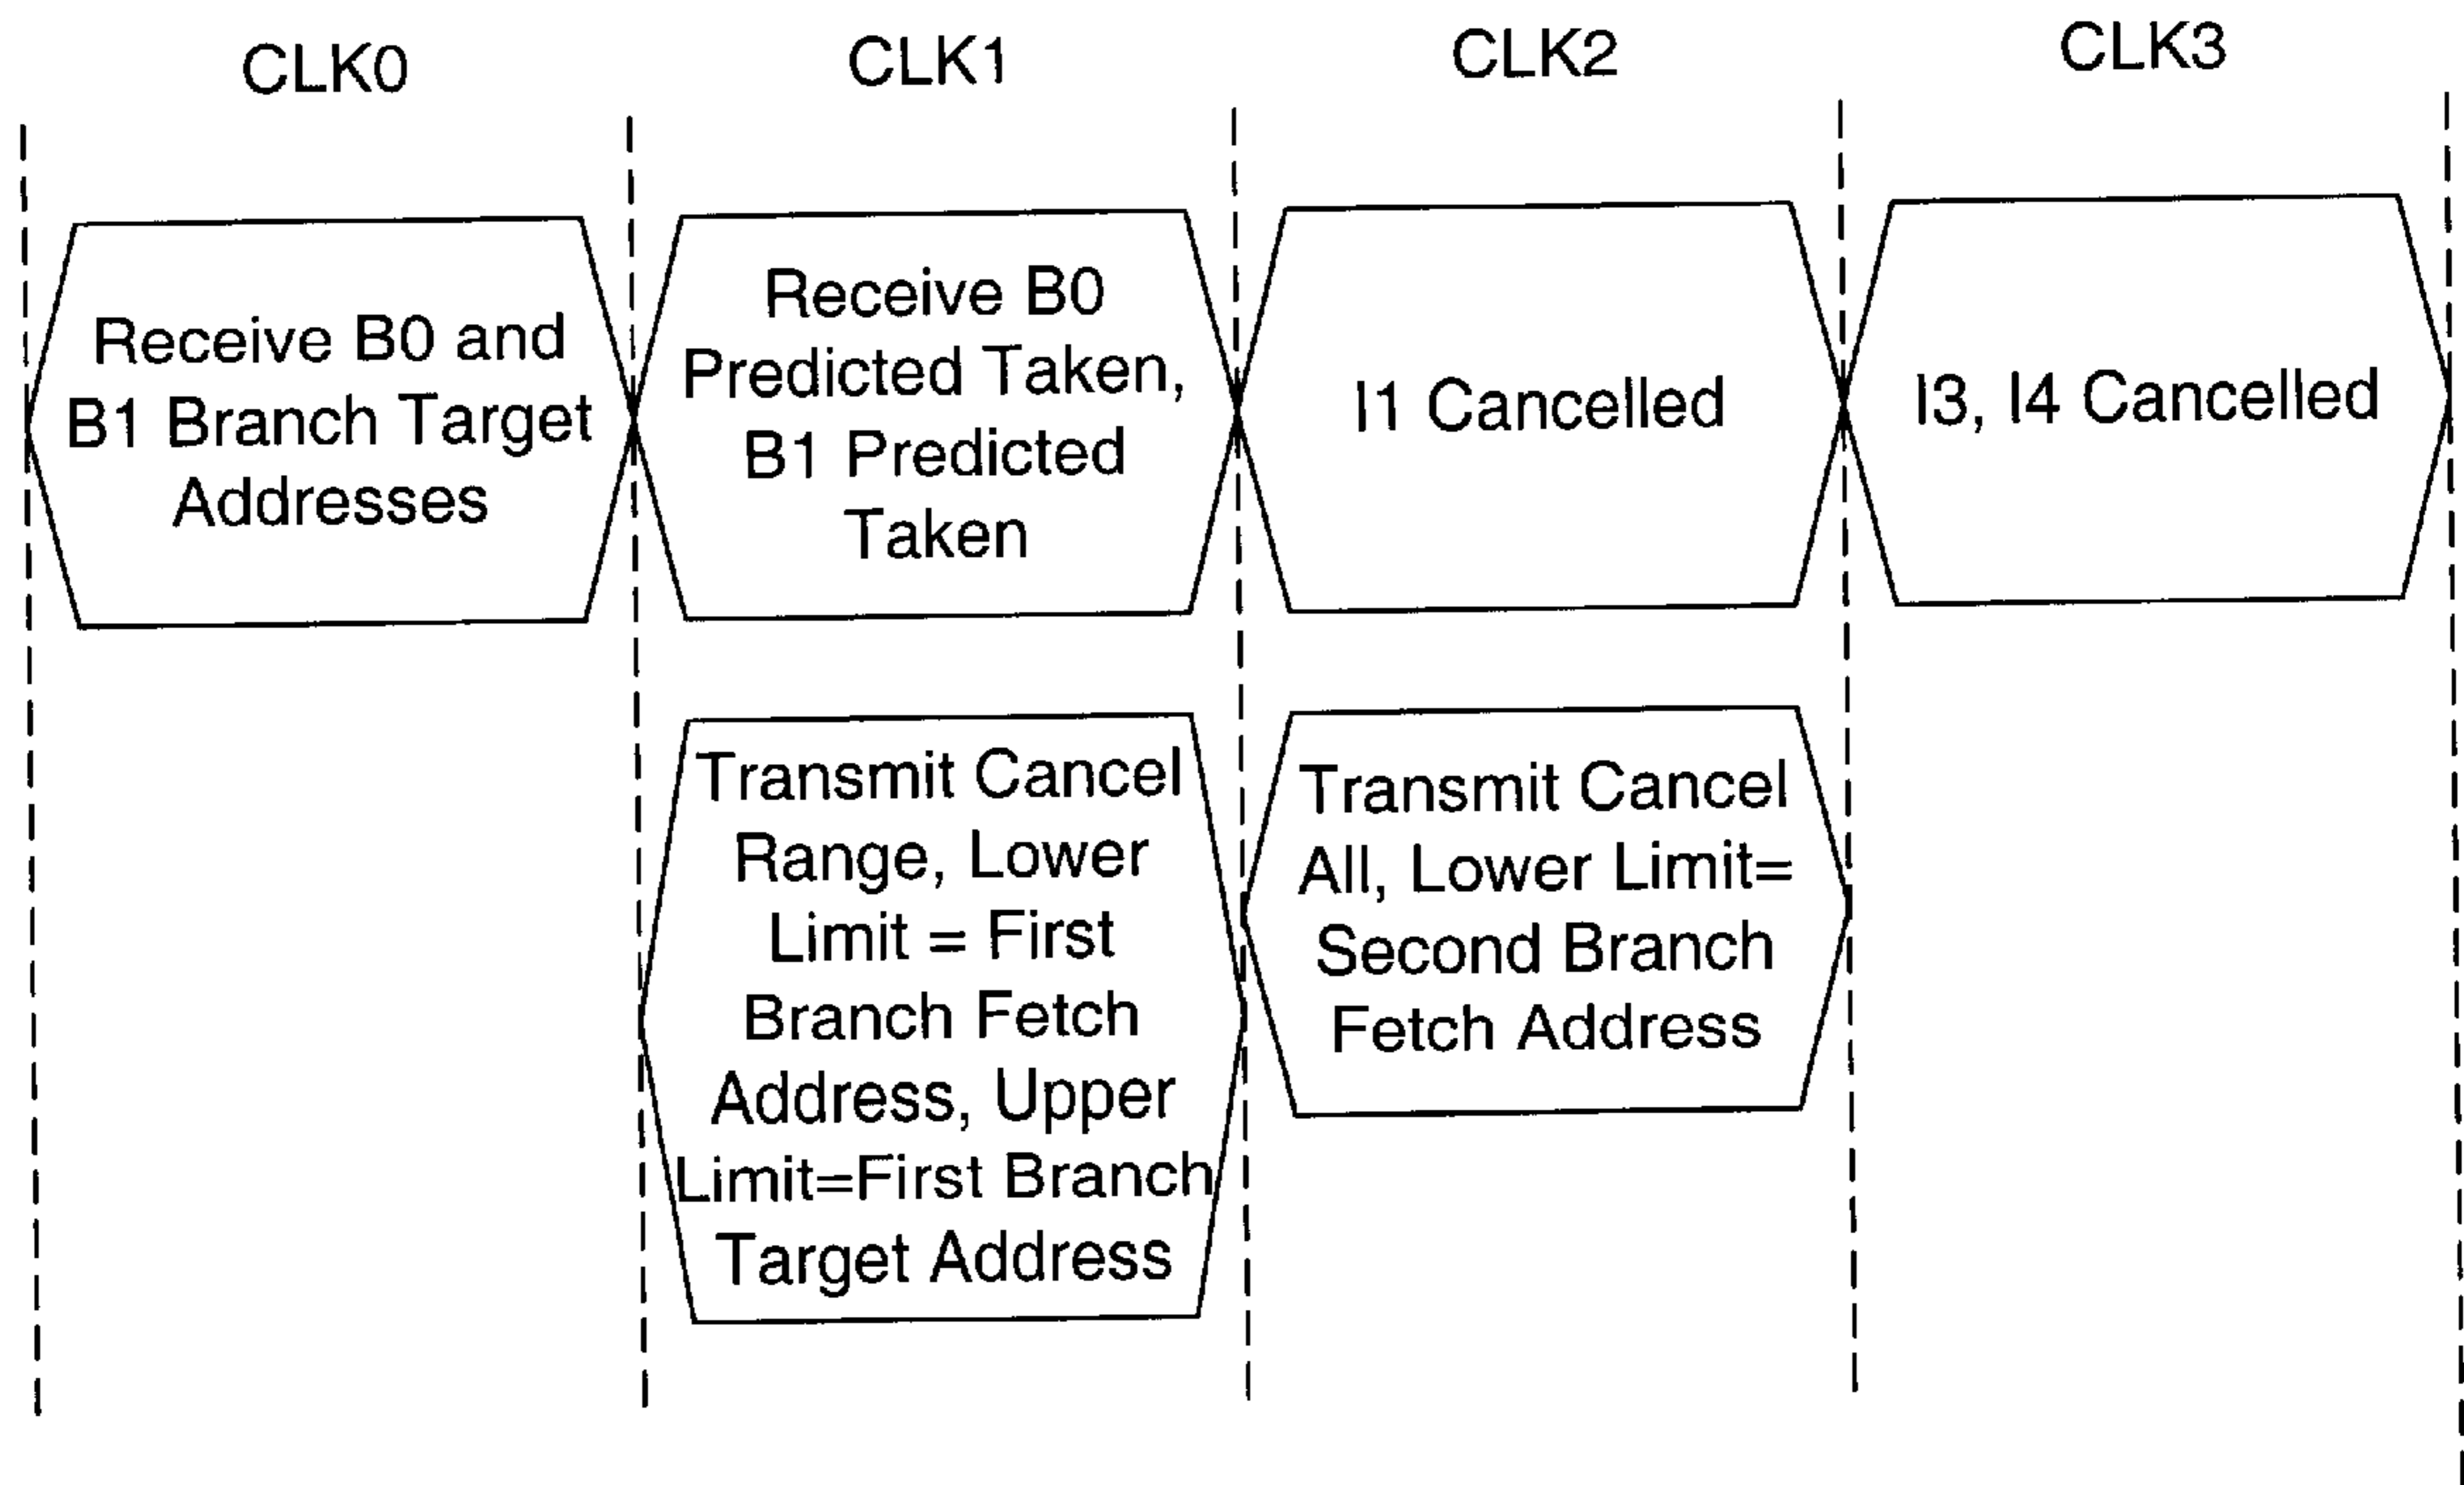 CLK0
CLK1
CLK2
CLK3
Receive B0 and
B1 Branch Target
Addresses
Receive B0
Predicted Taken,
B1 Predicted
Taken
I1 Cancelled
I3, I4 Cancelled
Transmit Cancel
Range, Lower
Limit = First
Branch Fetch
Address, Upper
Limit=First Branch
Target Address
Transmit Cancel
All, Lower Limit=
Second Branch
Fetch Address